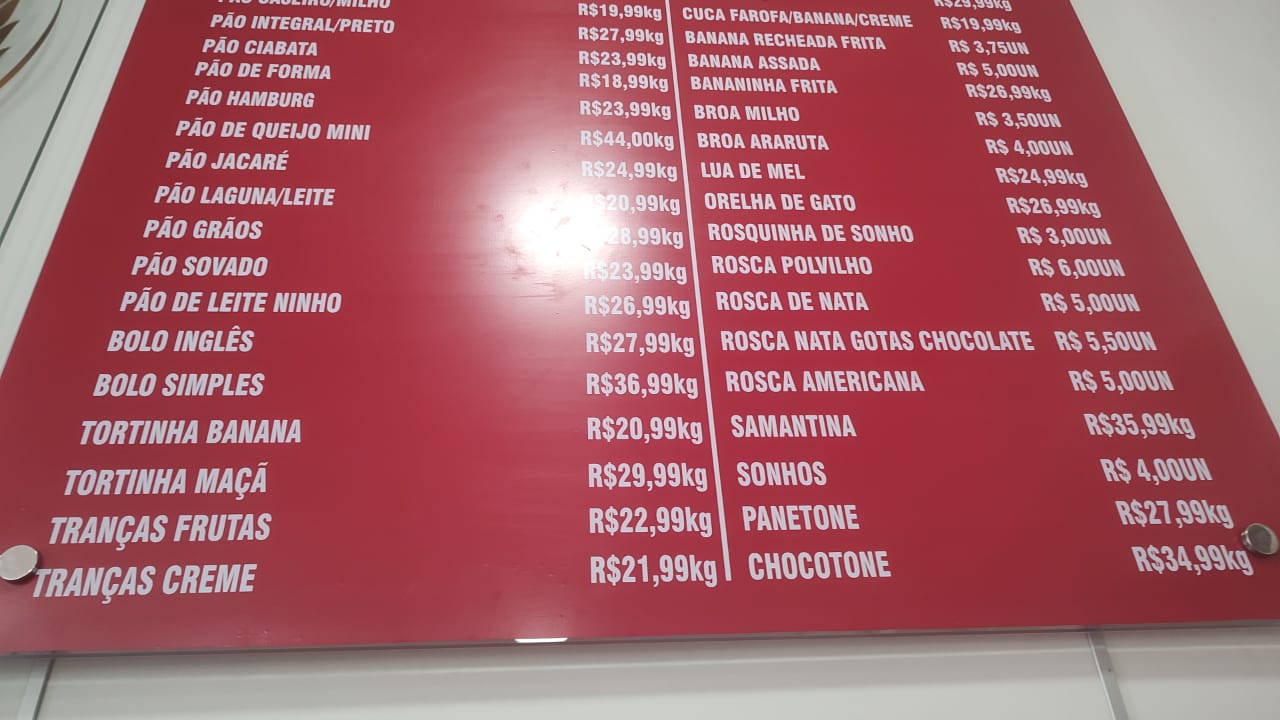 MILHO R$19,99kg
PÃO INTEGRAL/PRETO R$27,99kg
PÃO CIABATA R$23,99kg
PÃO DE FORMA R$18,99kg
PÃO HAMBURG R$23,99kg
PÃO DE QUEIJO MINI R$44,00kg
PÃO JACARÉ R$24,99kg
PÃO LAGUNA/LEITE R$20,99kg
PÃO GRÃOS 28,99kg
PÃO SOVADO R$23,99kg
PÃO DE LEITE NINHO R$26,99kg
BOLO INGLÊS R$27,99kg
BOLO SIMPLES R$36,99kg
TORTINHA BANANA R$20,99kg
TORTINHA MAÇÃ R$29,99kg
TRANÇAS FRUTAS R$22,99kg
TRANÇAS CREME R$21,99kg
R$29,99kg
CUCA FAROFA/BANANA/CREME R$19,99kg
BANANA RECHEADA FRITA R$ 3,75UN
BANANA ASSADA R$ 5,00UN
BANANINHA FRITA R$26,99kg
BROA MILHO R$ 3,50UN
BROA ARARUTA R$ 4,00UN
LUA DE MEL R$24,99kg
ORELHA DE GATO R$26,99kg
ROSQUINHA DE SONHO R$ 3,00UN
ROSCA POLVILHO R$ 6,00UN
ROSCA DE NATA R$ 5,00UN
ROSCA NATA GOTAS CHOCOLATE R$ 5,50UN
ROSCA AMERICANA R$ 5,00UN
SAMANTINA R$35,99kg
SONHOS R$ 4,00UN
PANETONE R$27,99kg
CHOCOTONE R$34,99kg